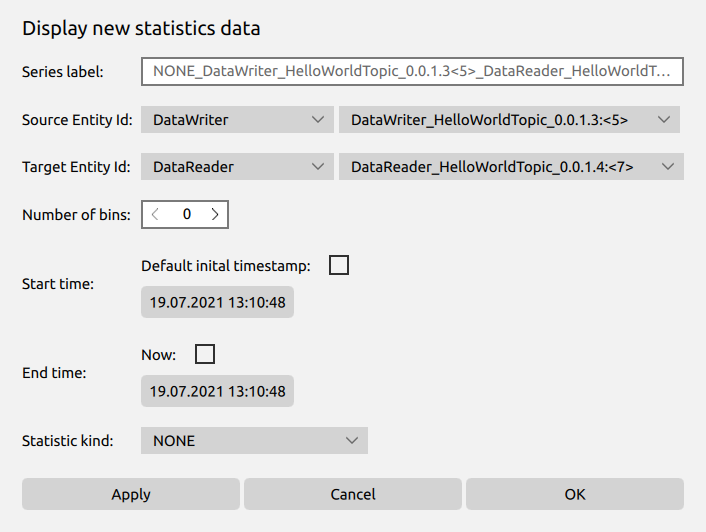 Display new statistics data
Series label: NONE_DataWriter_HelloWorldTopic_0.0.1.3<5>_DataReader_HelloWorldT...
Source Entity Id: DataWriter DataWriter_HelloWorldTopic_0.0.1.3:<5>
Target Entity Id: DataReader DataReader_HelloWorldTopic_0.0.1.4:<7>
Number of bins: 0
Default inital timestamp:
Start time:
19.07.2021 13:10:48
Now:
End time:
19.07.2021 13:10:48
Statistic kind: NONE
Apply Cancel OK